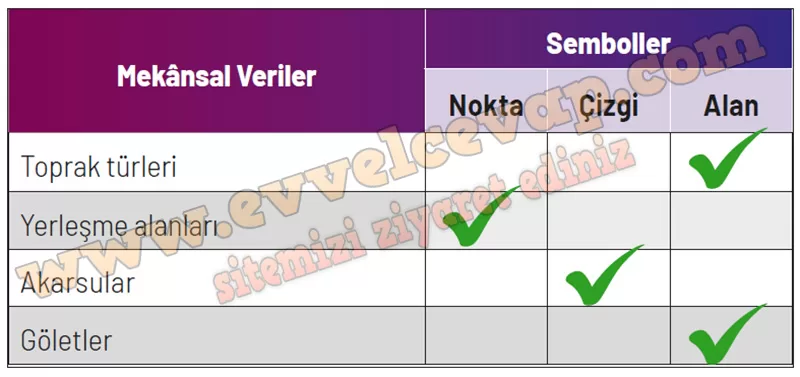 Mekânsal Veriler
Semboller
Nokta Çizgi Alan
Toprak türleri
Yerleşme alanları
Akarsular
Göletler
www.evvelcevap.com
sitemizi ziyaret ediniz